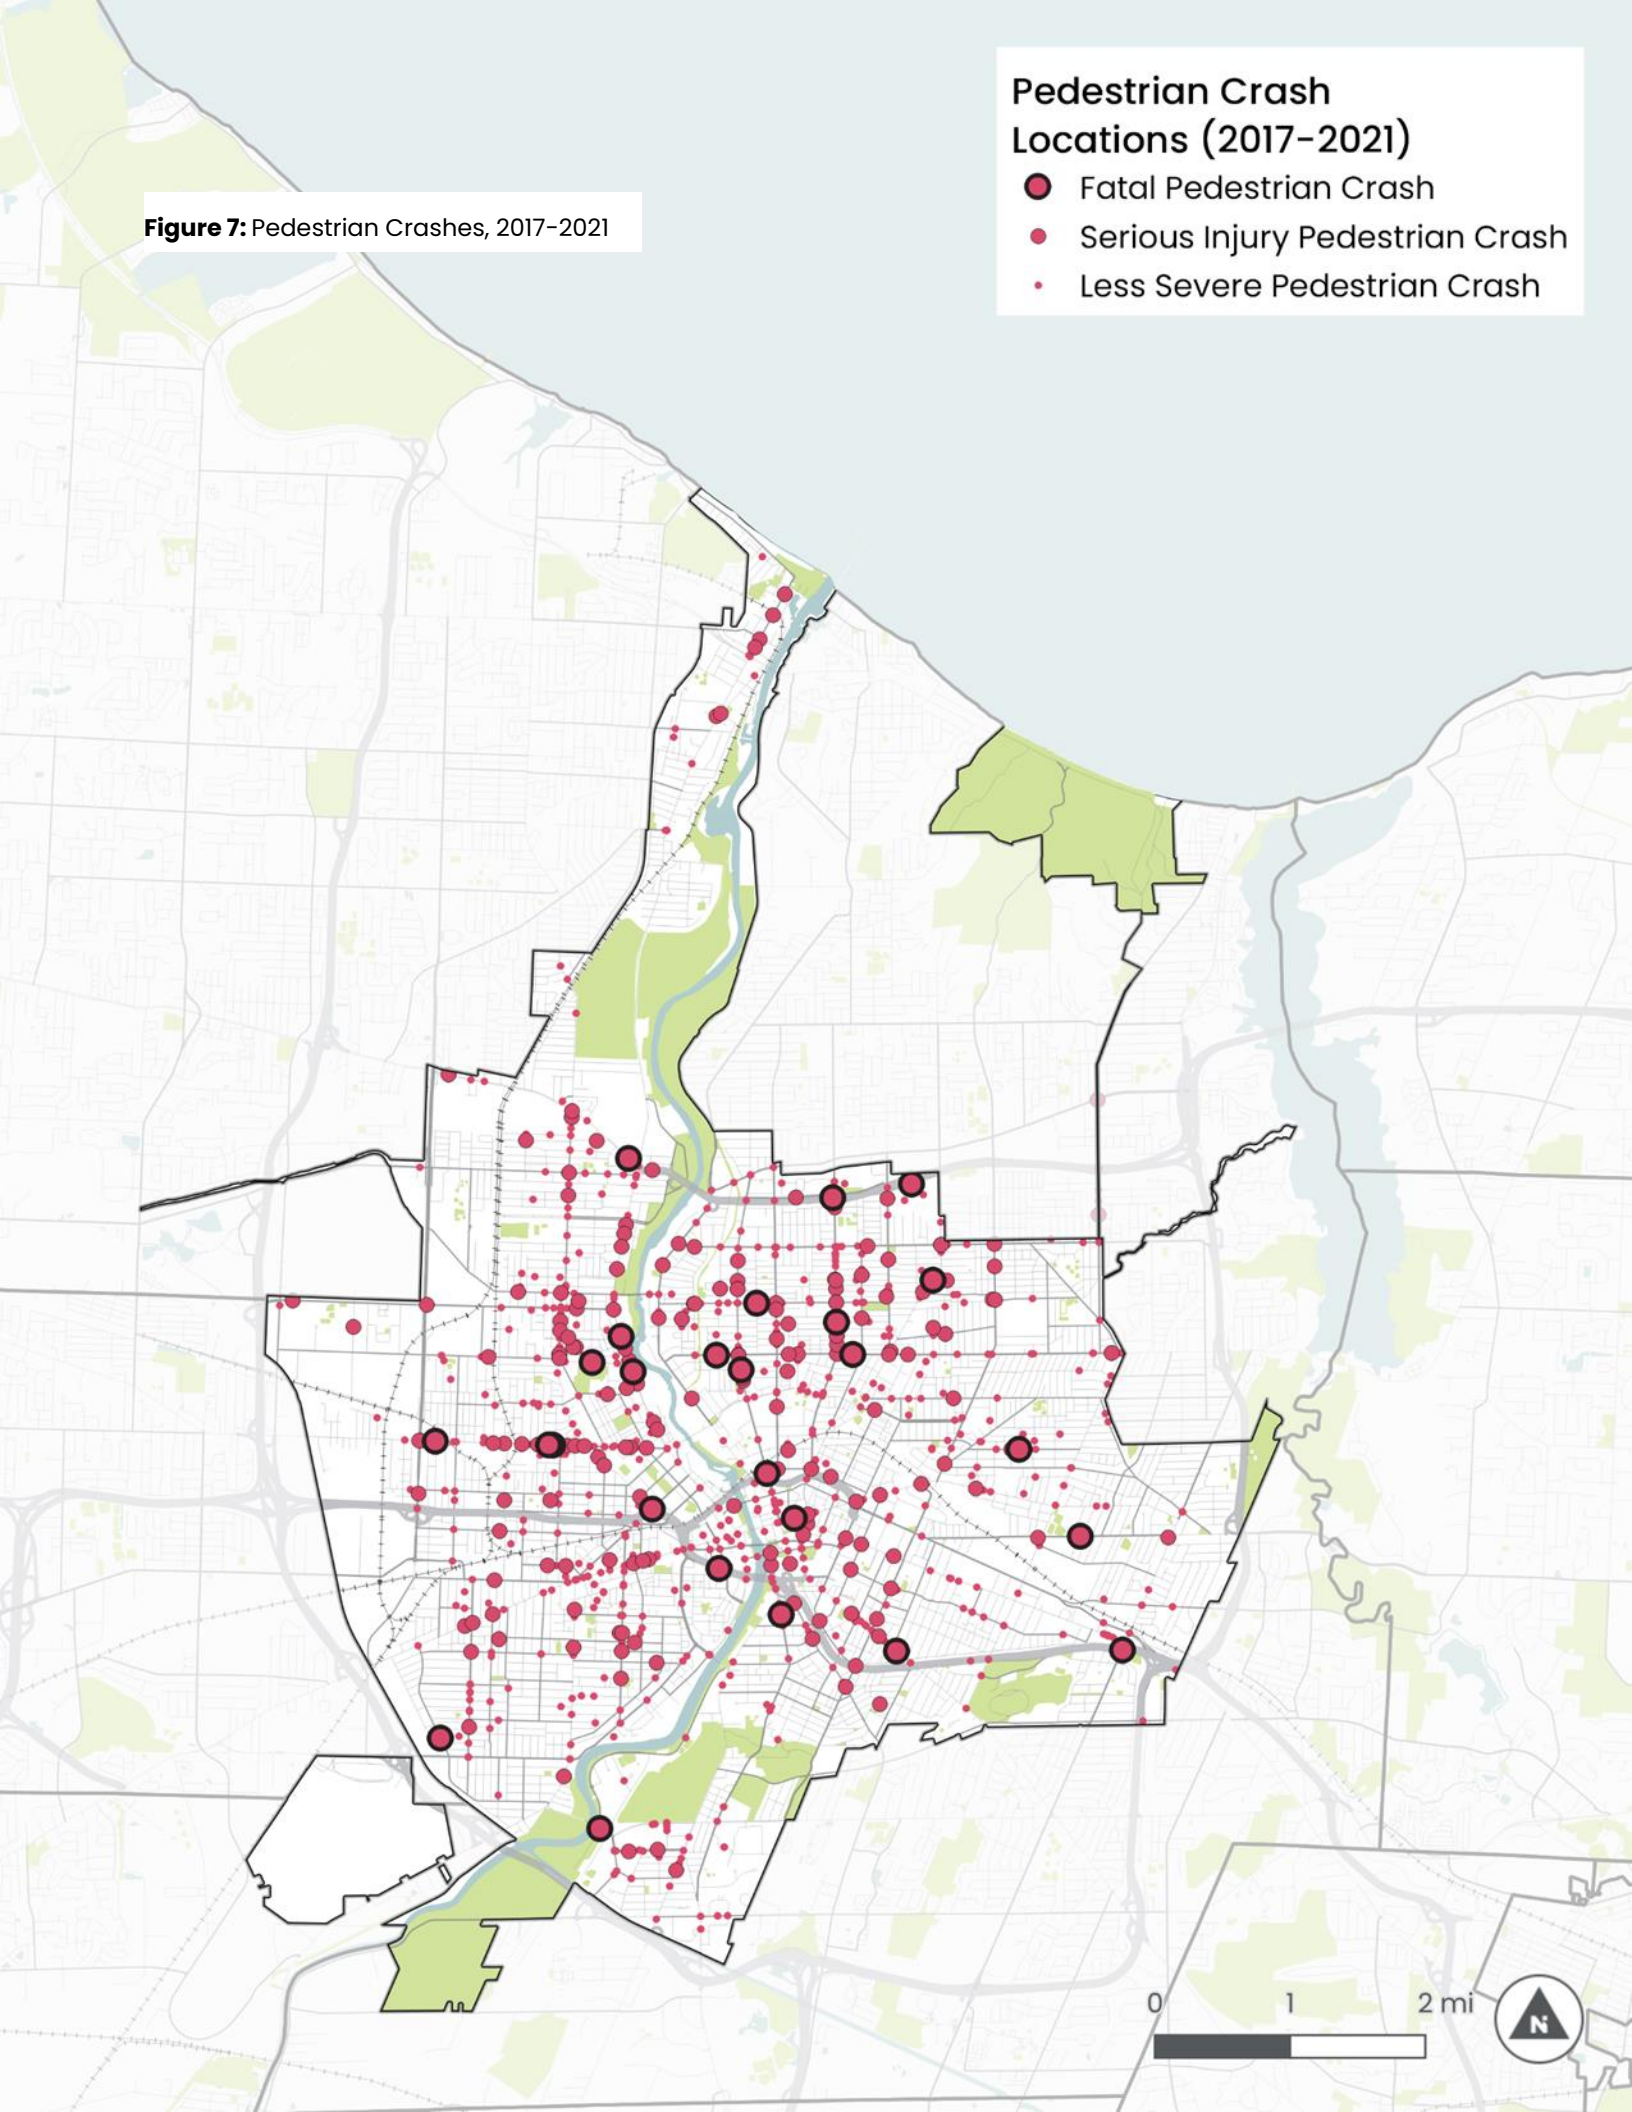 Pedestrian Crash
Locations (2017-2021)
Fatal Pedestrian Crash
Serious Injury Pedestrian Crash
Less Severe Pedestrian Crash
Figure 7: Pedestrian Crashes, 2017-2021
0 1 2 mi
N